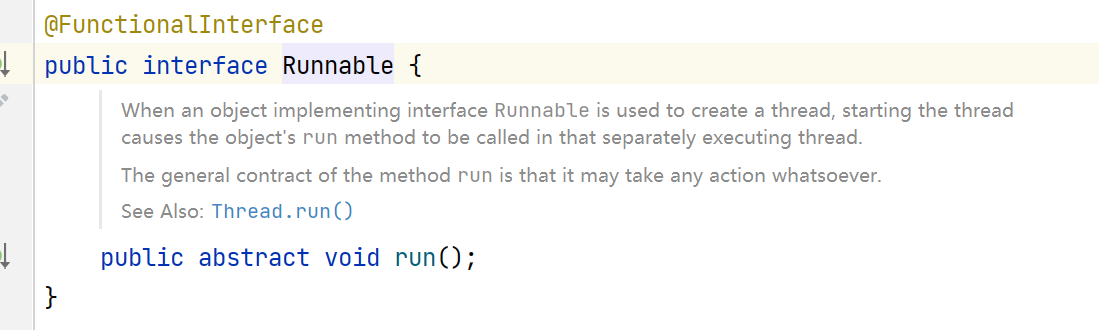 @FunctionalInterface
public interface Runnable {
When an object implementing interface Runnable is used to create a thread, starting the thread
causes the object's run method to be called in that separately executing thread.
The general contract of the method run is that it may take any action whatsoever.
See Also: Thread.run()
public abstract void run();
}